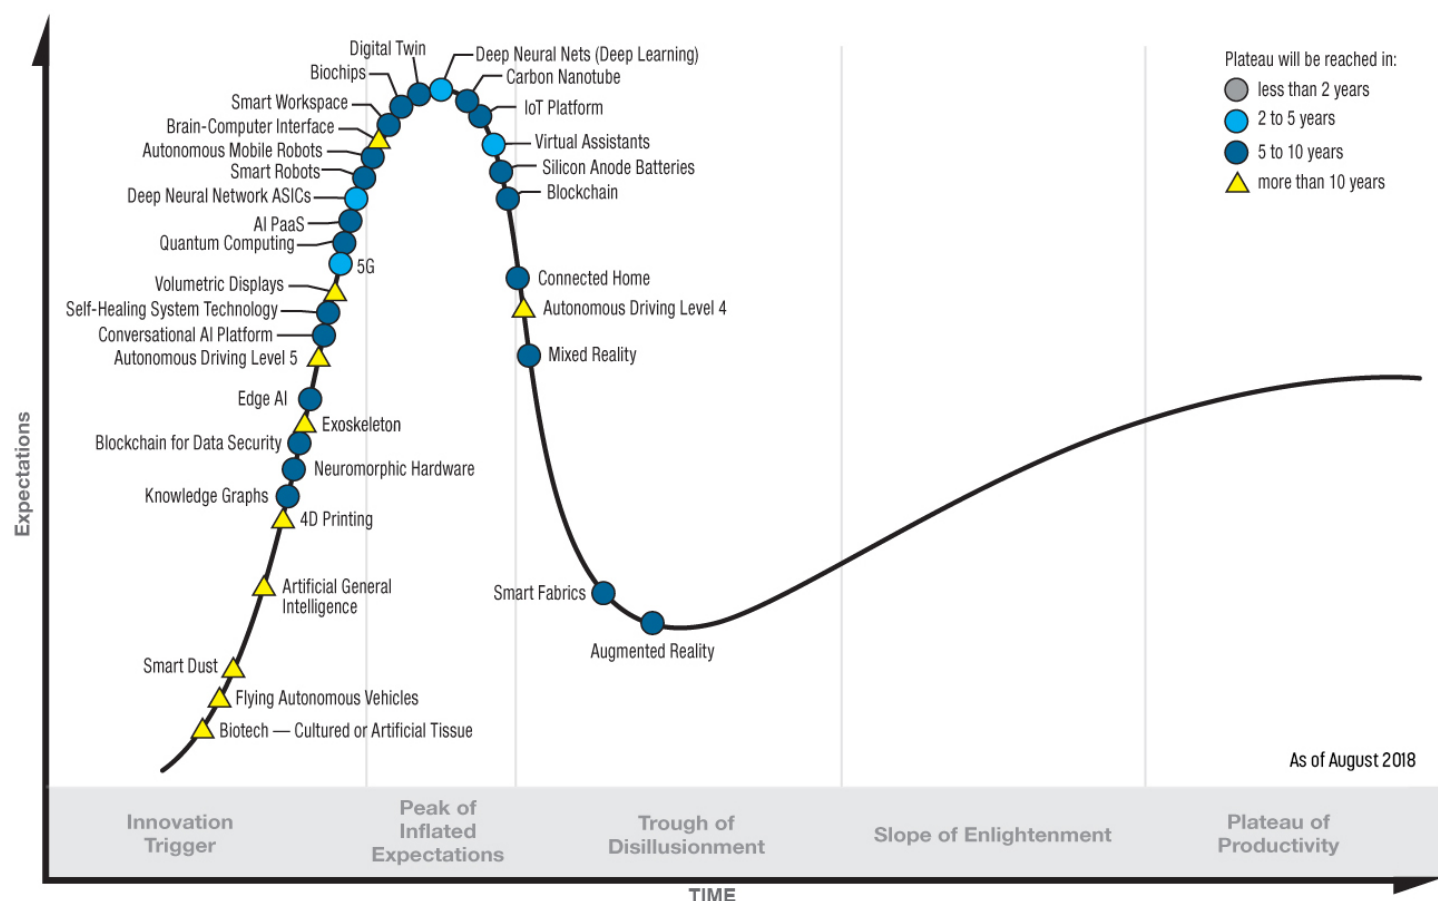 Digital Twin
Deep Neural Nets (Deep Learning)
Biochips
Carbon Nanotube
Smart Workspace
IoT Platform
Brain-Computer Interface
Virtual Assistants
Autonomous Mobile Robots
Silicon Anode Batteries
Smart Robots
Blockchain
Deep Neural Network ASICs
AI PaaS
Quantum Computing
5G
Volumetric Displays
Connected Home
Self-Healing System Technology
Autonomous Driving Level 4
Conversational AI Platform
Mixed Reality
Autonomous Driving Level 5
Edge AI
Exoskeleton
Blockchain for Data Security
Neuromorphic Hardware
Knowledge Graphs
4D Printing
Artificial General
Intelligence
Smart Fabrics
Augmented Reality
Smart Dust
Flying Autonomous Vehicles
Biotech — Cultured or Artificial Tissue
Plateau will be reached in:
less than 2 years
2 to 5 years
5 to 10 years
more than 10 years
As of August 2018
Expectations
Innovation
Trigger
Peak of
Inflated
Expectations
Trough of
Disillusionment
Slope of Enlightenment
Plateau of
Productivity
TIME